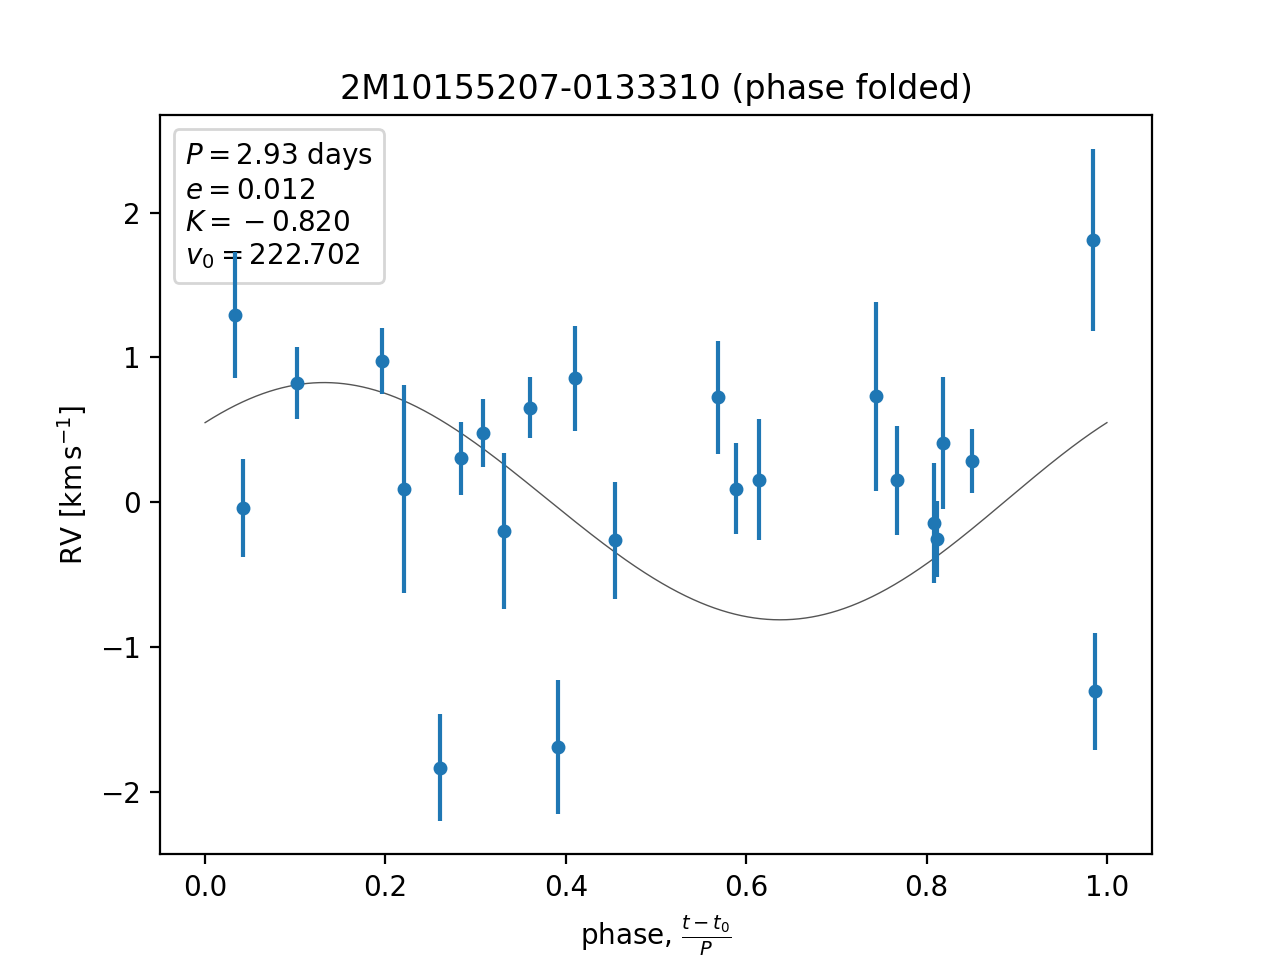 2M10155207-0133310 (phase folded)
P = 2.93 days
e = 0.012
K = −0.820
v₀ = 222.702
2
1
0
−1
−2
RV [km s⁻¹]
0.0 0.2 0.4 0.6 0.8 1.0
phase, (t − t₀)/P